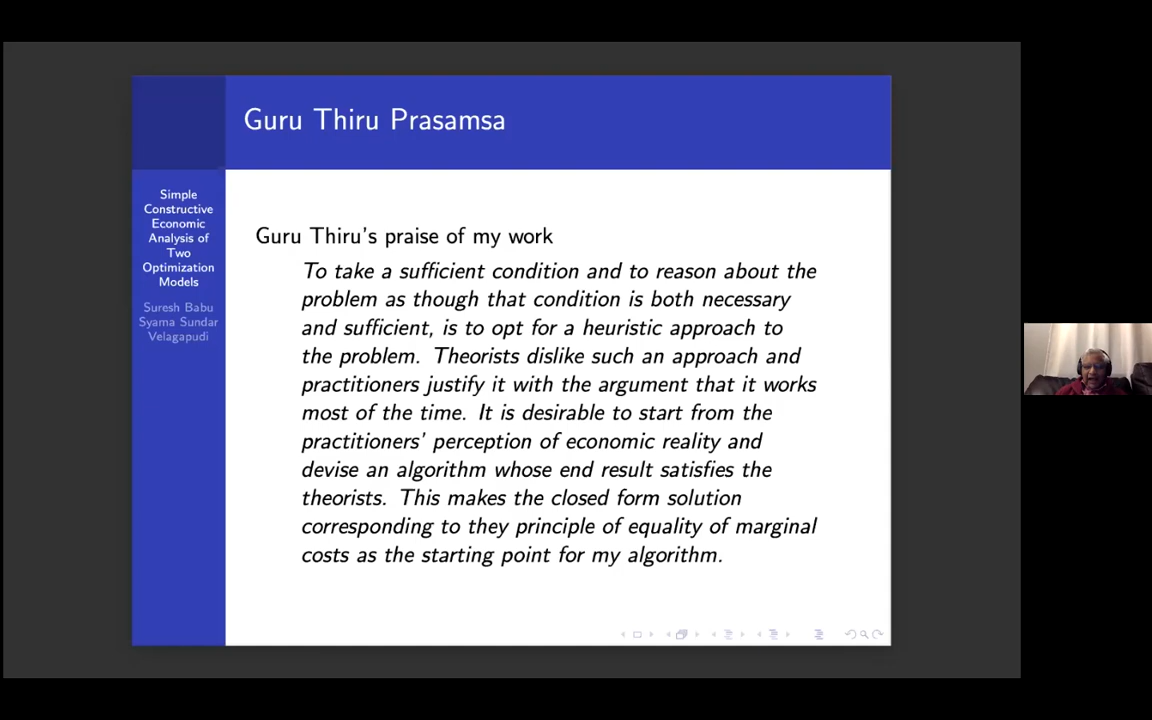 Guru Thiru Prasamsa
Simple
Constructive
Economic
Analysis of
Two
Optimization
Models
Suresh Babu
Syama Sundar
Velagapudi
Guru Thiru's praise of my work
To take a sufficient condition and to reason about the
problem as though that condition is both necessary
and sufficient, is to opt for a heuristic approach to
the problem. Theorists dislike such an approach and
practitioners justify it with the argument that it works
most of the time. It is desirable to start from the
practitioners' perception of economic reality and
devise an algorithm whose end result satisfies the
theorists. This makes the closed form solution
corresponding to they principle of equality of marginal
costs as the starting point for my algorithm.